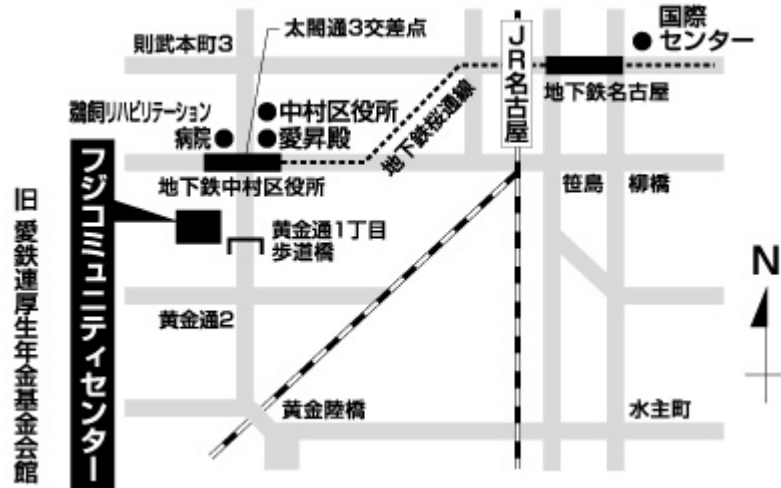 国際
センター
太閤通3交差点
則武本町3
JR名古屋
地下鉄名古屋
鵜飼リハビリテーション
病院
中村区役所
愛昇殿
地下鉄桜通線
地下鉄中村区役所
笹島
柳橋
フジコミュニティセンター
旧 愛鉄連厚生年金基金会館
黄金通1丁目
歩道橋
N
黄金通2
黄金陸橋
水主町